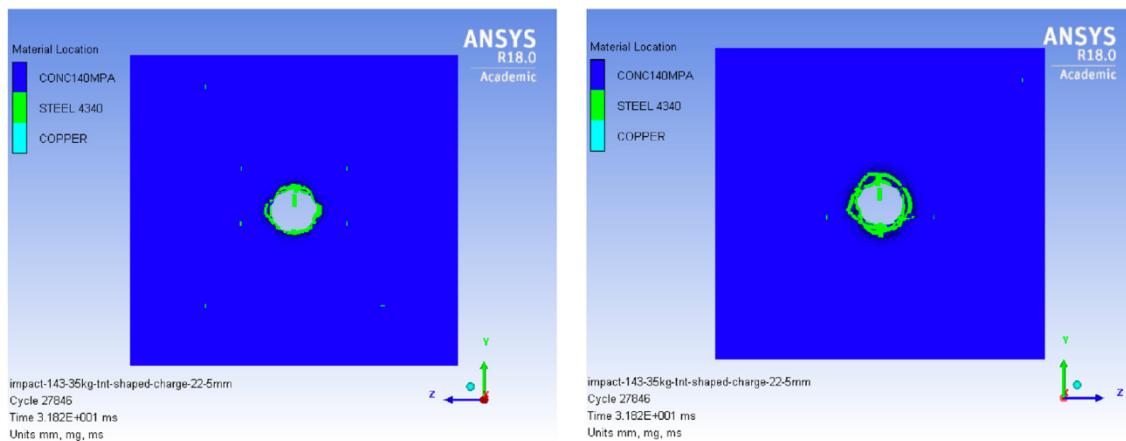 ANSYS
R18.0
Academic
Material Location
CONC140MPA
STEEL 4340
COPPER
Y
Z
impact-143-35kg-tnt-shaped-charge-22-5mm
Cycle 27846
Time 3.182E+001 ms
Units mm, mg, ms
ANSYS
R18.0
Academic
Material Location
CONC140MPA
STEEL 4340
COPPER
Y
Z
impact-143-35kg-tnt-shaped-charge-22-5mm
Cycle 27846
Time 3.182E+001 ms
Units mm, mg, ms